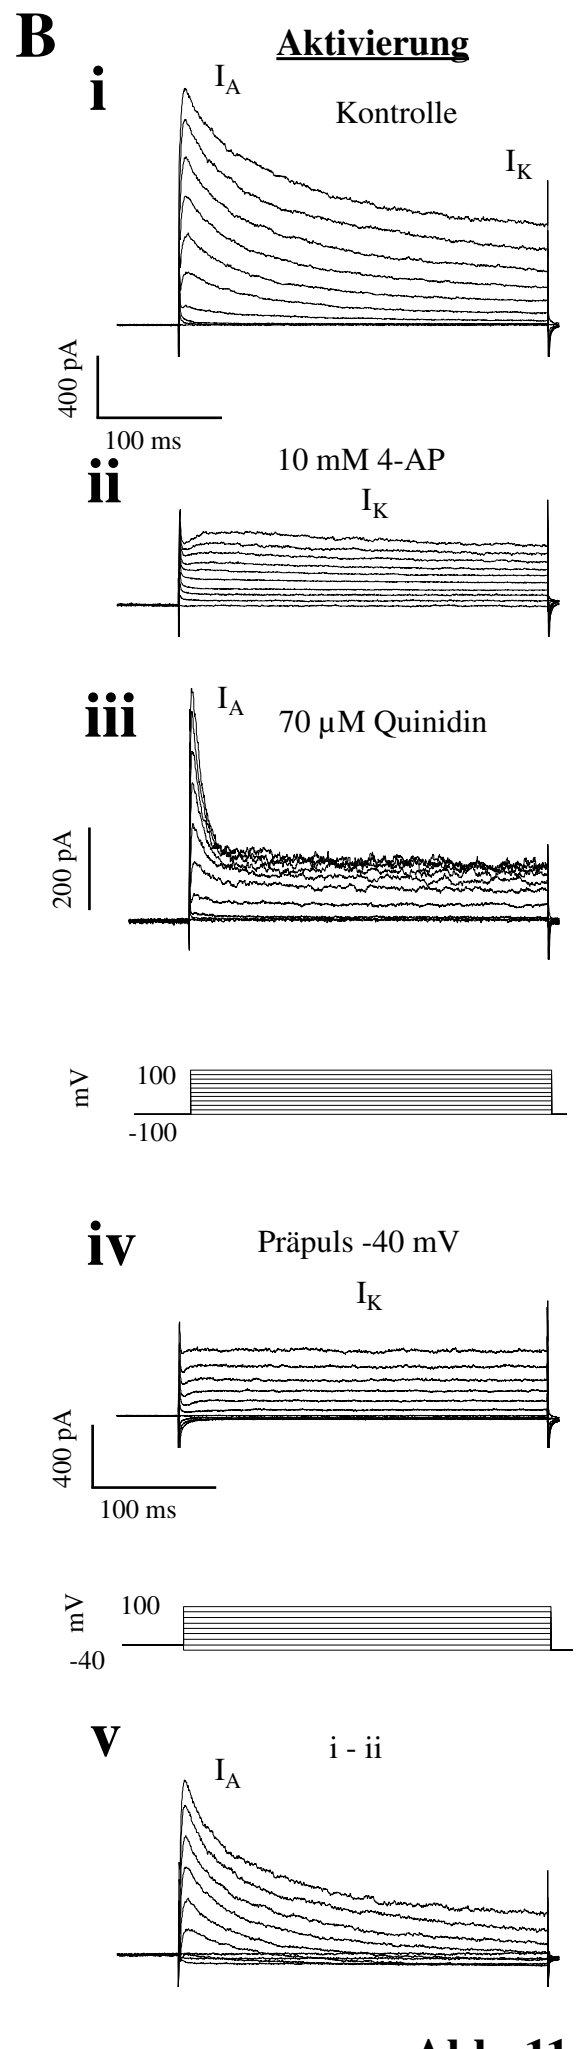 B
Aktivierung
i
I_A
Kontrolle
I_K
400 pA
100 ms
ii
10 mM 4-AP
I_K
iii
I_A
70 µM Quinidin
200 pA
mV
100
-100
iv
Präpuls -40 mV
I_K
400 pA
100 ms
mV
100
-40
v
i - ii
I_A